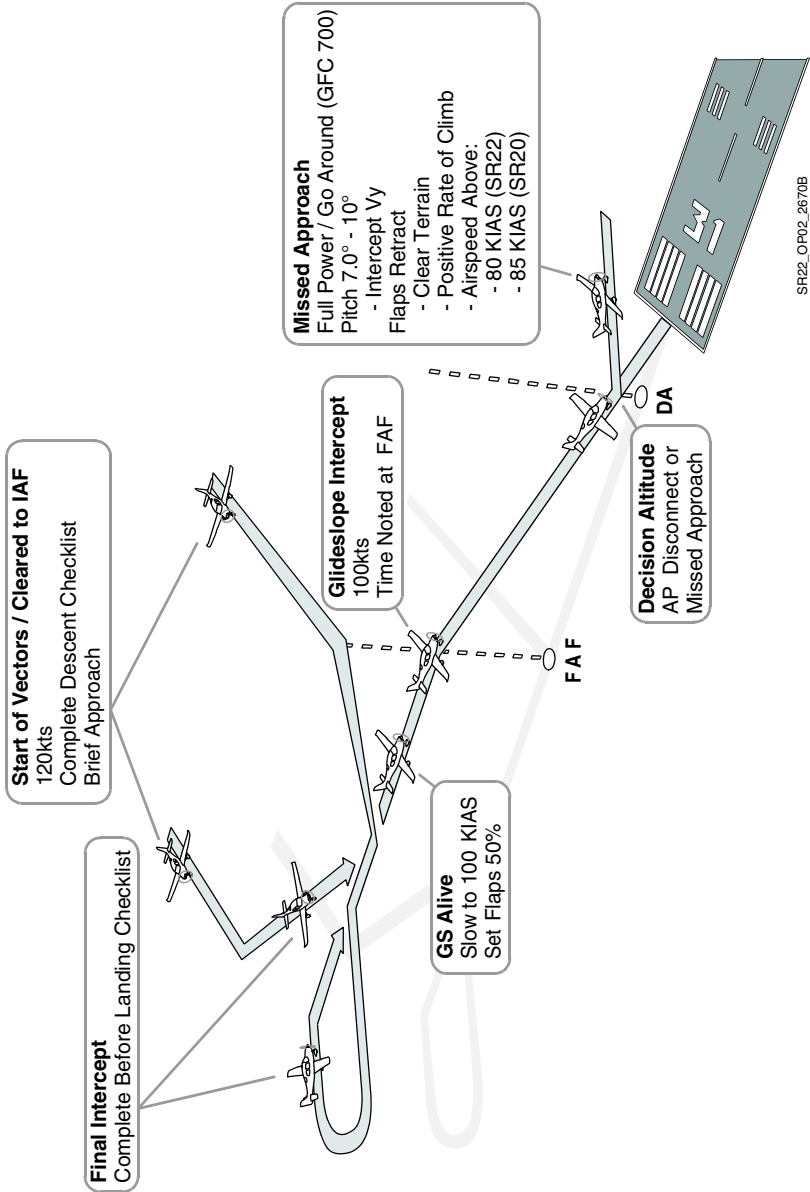 Start of Vectors / Cleared to IAF
120kts
Complete Descent Checklist
Brief Approach
Final Intercept
Complete Before Landing Checklist
GS Alive
Slow to 100 KIAS
Set Flaps 50%
Glideslope Intercept
100kts
Time Noted at FAF
F A F
Decision Altitude
AP Disconnect or
Missed Approach
DA
Missed Approach
Full Power / Go Around (GFC 700)
Pitch 7.0° - 10°
- Intercept Vy
Flaps Retract
- Clear Terrain
- Positive Rate of Climb
- Airspeed Above:
- 80 KIAS (SR22)
- 85 KIAS (SR20)
31
SR22_OP02_2670B